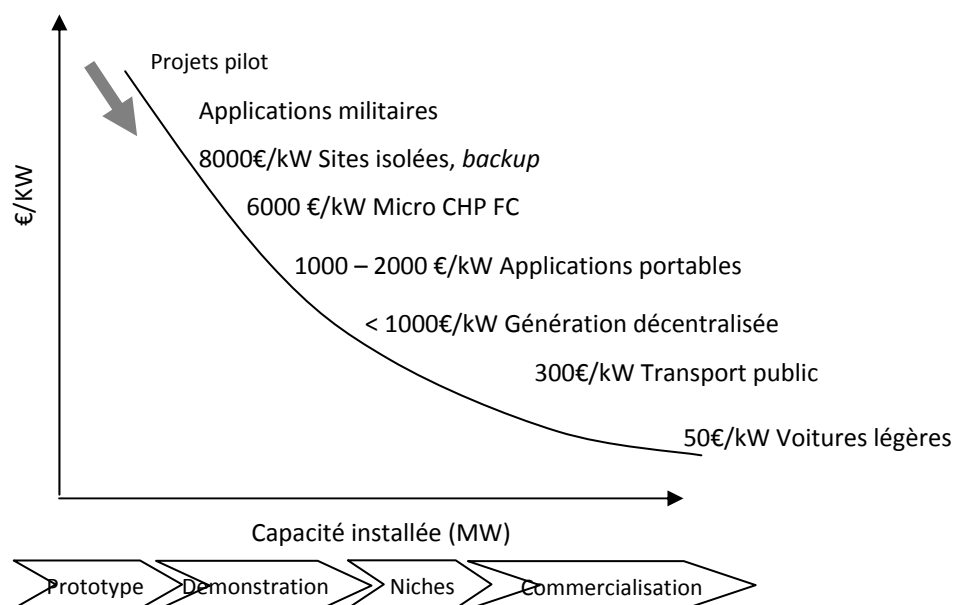 Projets pilot
Applications militaires
8000€/kW Sites isolées, backup
6000 €/kW Micro CHP FC
1000 – 2000 €/kW Applications portables
< 1000€/kW Génération décentralisée
300€/kW Transport public
50€/kW Voitures légères
€/KW
Capacité installée (MW)
Prototype
Démonstration
Niches
Commercialisation